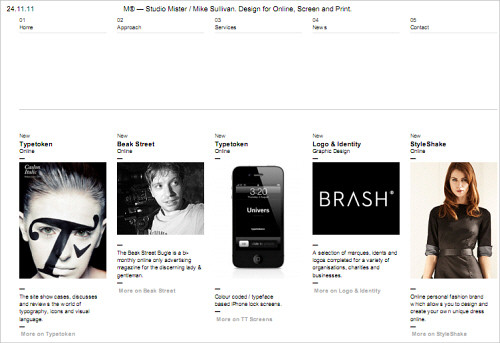 24.11.11
M® — Studio Mister / Mike Sullivan. Design for Online, Screen and Print.
01
Home
02
Approach
03
Services
04
News
05
Contact
New
Typetoken
Online
Caslon
Italic
The site show cases, discusses
and reviews the world of
typography, icons and visual
language.
More on Typetoken
New
Beak Street
Online
The Beak Street Bugle is a bi-
monthly online only advertising
magazine for the discerning lady &
gentleman.
More on Beak Street
New
Typetoken
Online
3:20
Univers
Colour coded / typeface
based iPhone lock screens.
More on TT Screens
New
Logo & Identity
Graphic Design
BRASH®
A selection of marques, idents and
logos completed for a variety of
organisations, charities and
businesses.
More on Logo & Identity
New
StyleShake
Online
Online personal fashion brand
which allows you to design and
create your own unique dress
online.
More on StyleShake